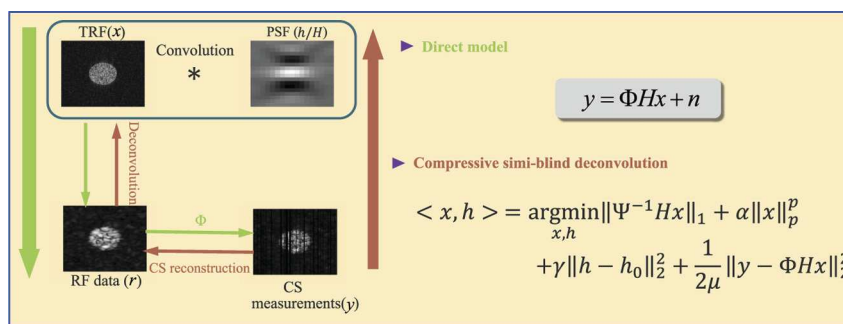 TRF(x)
Convolution
*
PSF (h/H)
Deconvolution
Φ
CS reconstruction
RF data (r)
CS
measurements(y)
Direct model
y = ΦHx + n
Compressive simi-blind deconvolution
< x, h > = argmin‖Ψ⁻¹Hx‖₁ + α‖x‖ₚᵖ
x,h
+γ‖h − h₀‖₂² + 1/2μ ‖y − ΦHx‖₂²